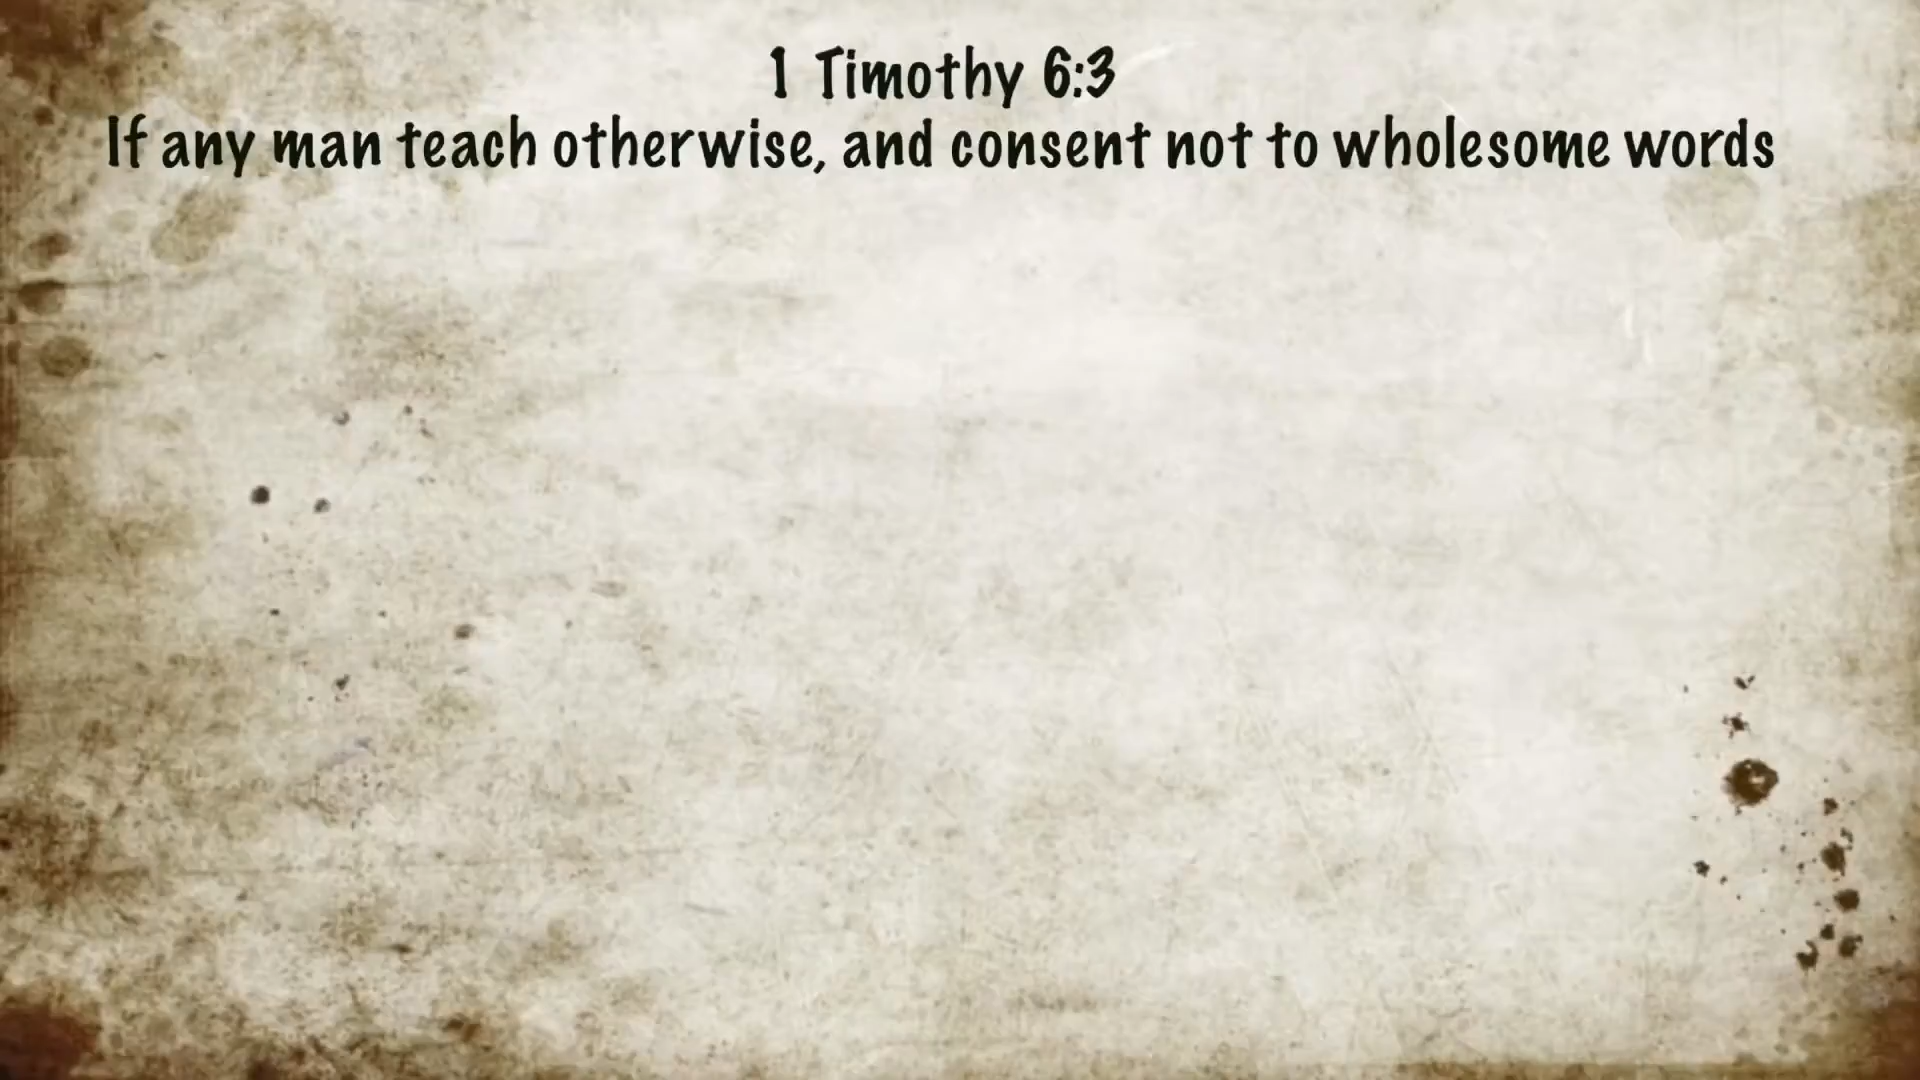 1 Timothy 6:3
If any man teach otherwise, and consent not to wholesome words